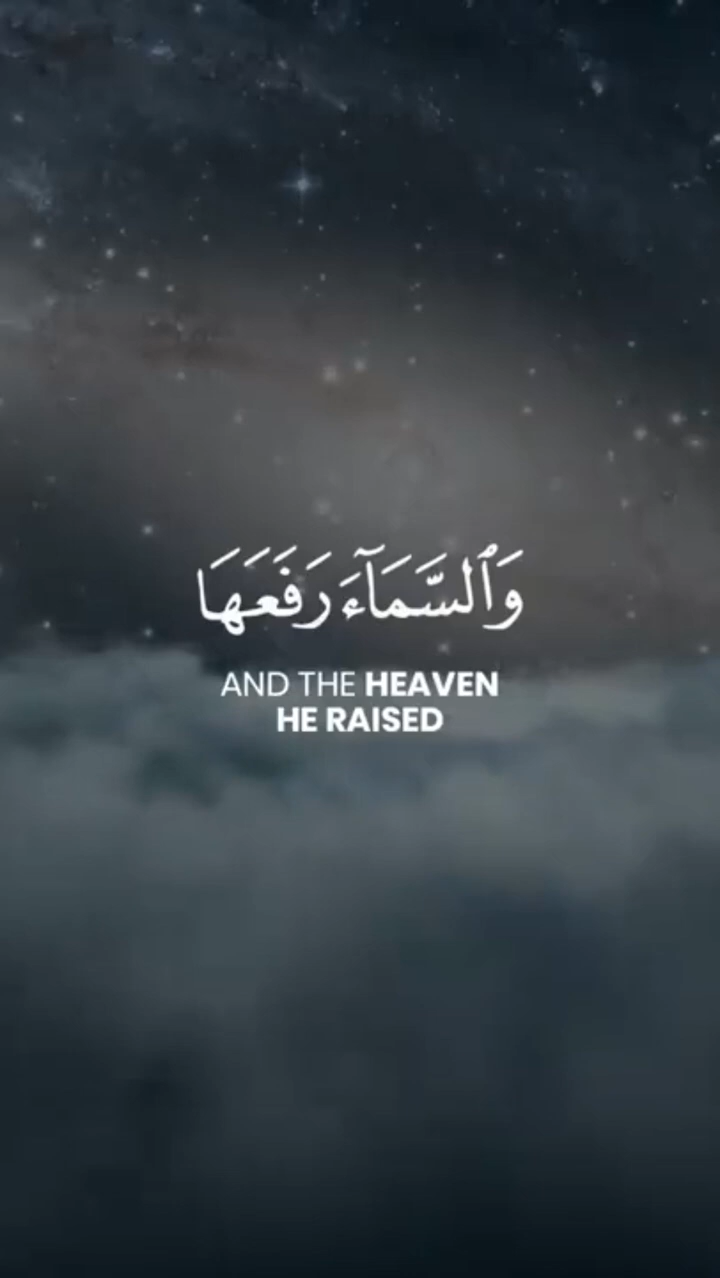 وَٱلسَّمَآءَ رَفَعَهَا
AND THE HEAVEN
HE RAISED